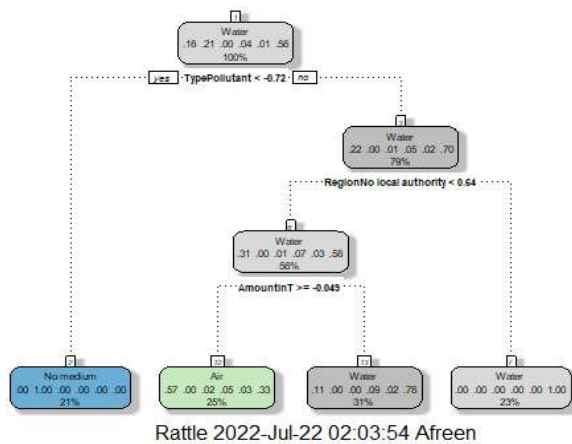 1
Water
.16 .21 .00 .04 .01 .56
100%
yes TypePollutant < -0.72 no
3
Water
.22 .00 .01 .05 .02 .70
79%
RegionNo local authority < 0.64
6
Water
.31 .00 .01 .07 .03 .58
56%
AmountInT >= -0.049
2 12 13 7
No medium Air Water Water
.00 1.00 .00 .00 .00 .00 .57 .00 .02 .05 .03 .33 .11 .00 .00 .09 .02 .78 .00 .00 .00 .00 .00 1.00
21% 25% 31% 23%
Rattle 2022-Jul-22 02:03:54 Afreen